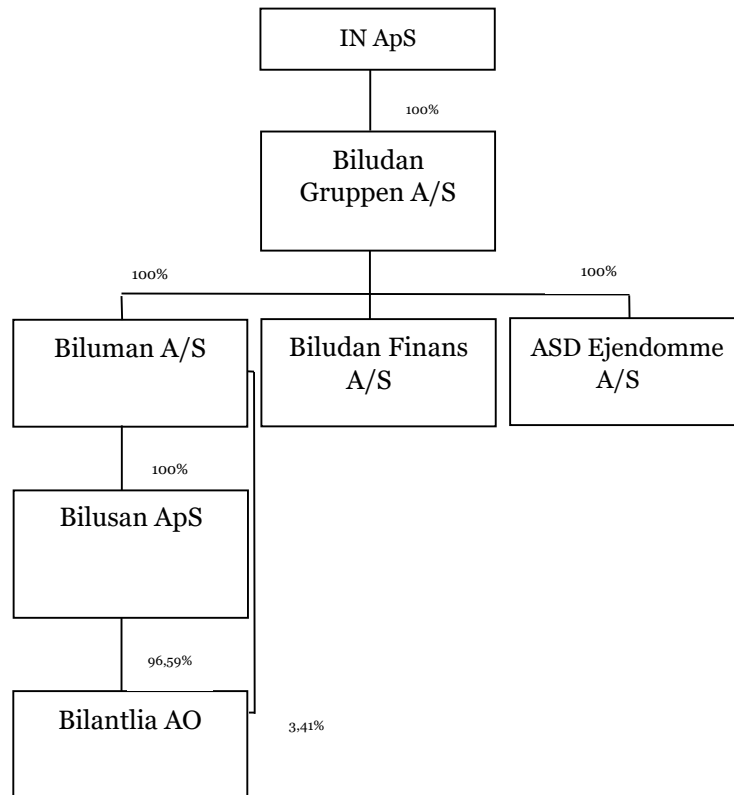 IN ApS
100%
Biludan
Gruppen A/S
100%
100%
Biluman A/S
Biludan Finans
A/S
ASD Ejendomme
A/S
100%
Bilusan ApS
96,59%
Bilantlia AO
3,41%